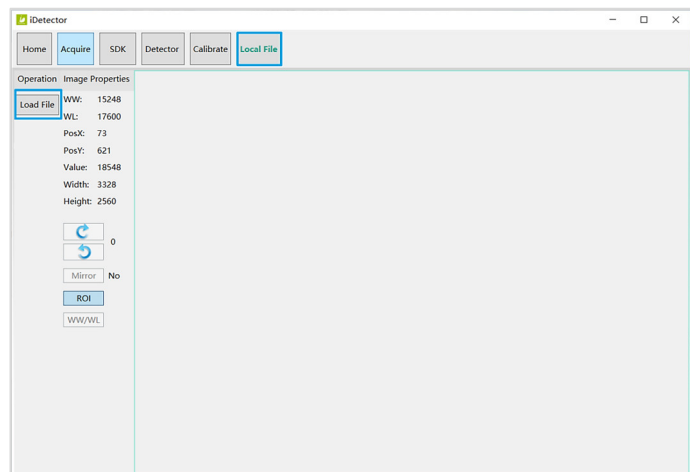 iDetector
Home Acquire SDK Detector Calibrate Local File
Operation Image Properties
Load File
WW: 15248
WL: 17600
PosX: 73
PosY: 621
Value: 18548
Width: 3328
Height: 2560
0
Mirror No
ROI
WW/WL